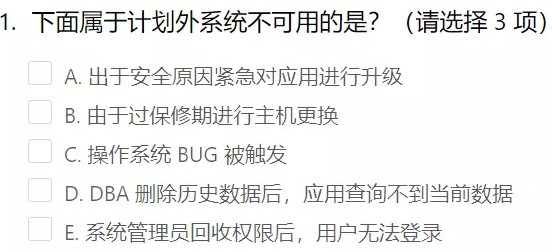 1. 下面属于计划外系统不可用的是？（请选择 3 项）
A. 出于安全原因紧急对应用进行升级
B. 由于过保修期进行主机更换
C. 操作系统 BUG 被触发
D. DBA 删除历史数据后，应用查询不到当前数据
E. 系统管理员回收权限后，用户无法登录